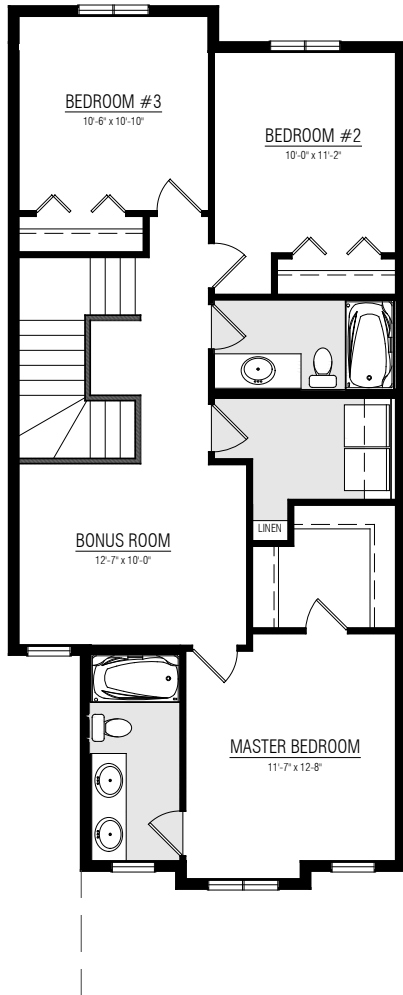 BEDROOM #3
10'-6" x 10'-10"
BEDROOM #2
10'-0" x 11'-2"
LINEN
BONUS ROOM
12'-7" x 10'-0"
MASTER BEDROOM
11'-7" x 12'-8"